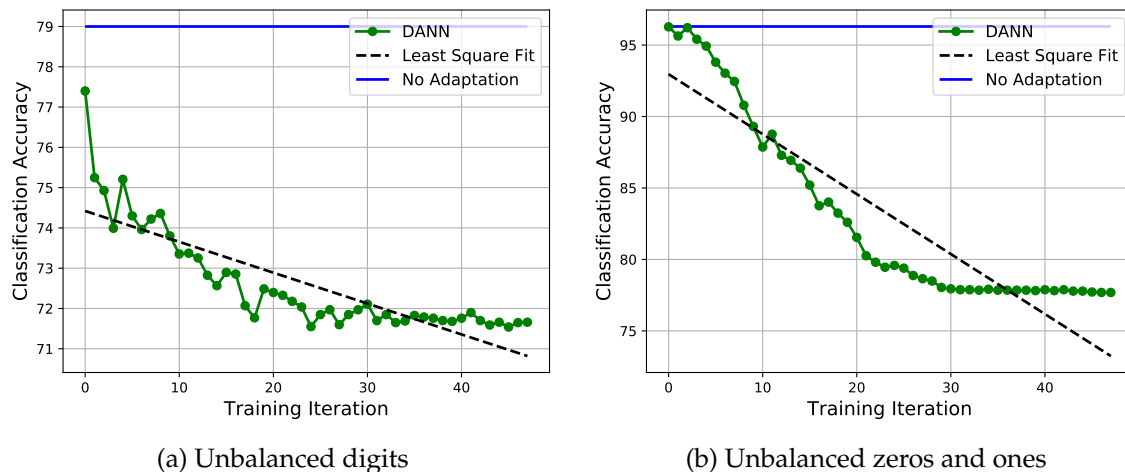 79
78
77
76
75
74
73
72
71
0
10
20
30
40
Classification Accuracy
Training Iteration
DANN
Least Square Fit
No Adaptation
(a) Unbalanced digits
95
90
85
80
75
0
10
20
30
40
Classification Accuracy
Training Iteration
DANN
Least Square Fit
No Adaptation
(b) Unbalanced zeros and ones